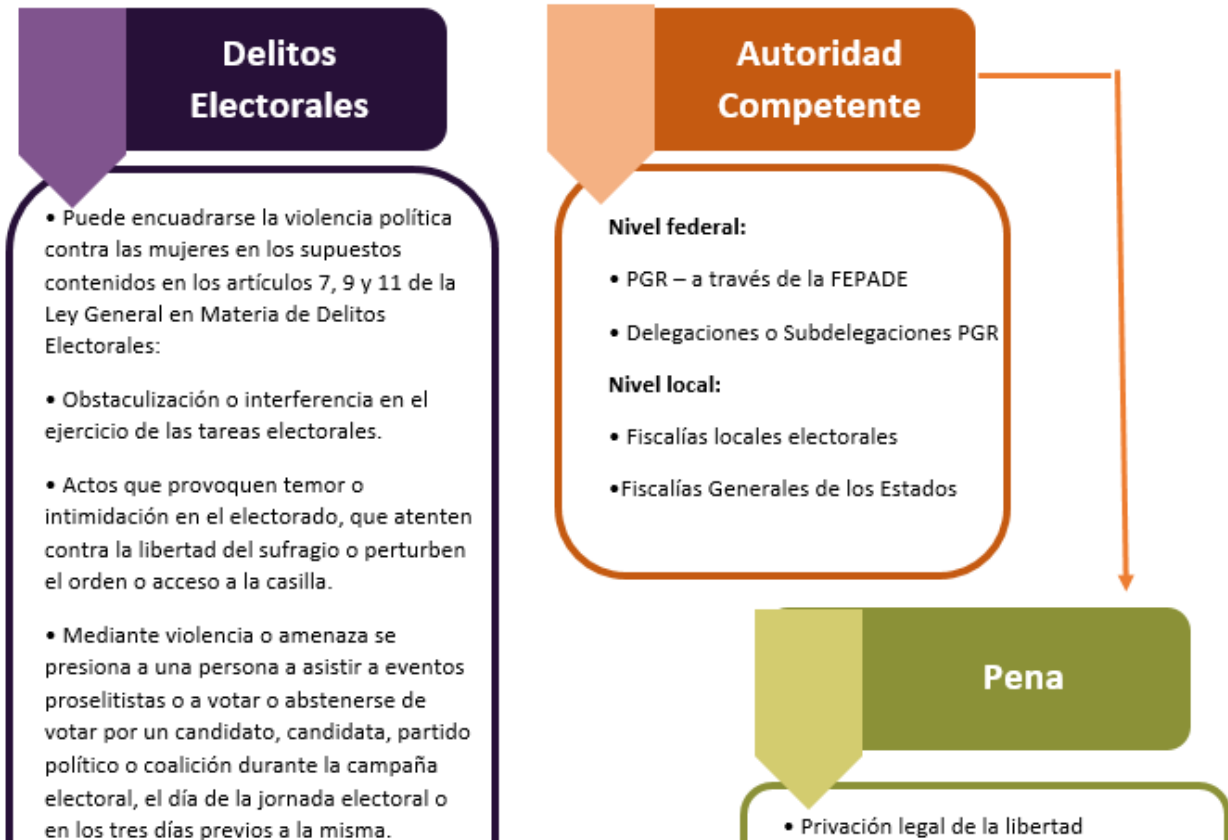 Delitos
Electorales
• Puede encuadrarse la violencia política
contra las mujeres en los supuestos
contenidos en los artículos 7, 9 y 11 de la
Ley General en Materia de Delitos
Electorales:
• Obstaculización o interferencia en el
ejercicio de las tareas electorales.
• Actos que provoquen temor o
intimidación en el electorado, que atenten
contra la libertad del sufragio o perturben
el orden o acceso a la casilla.
• Mediante violencia o amenaza se
presiona a una persona a asistir a eventos
proselitistas o a votar o abstenerse de
votar por un candidato, candidata, partido
político o coalición durante la campaña
electoral, el día de la jornada electoral o
en los tres días previos a la misma.
Autoridad
Competente
Nivel federal:
• PGR – a través de la FEPADE
• Delegaciones o Subdelegaciones PGR
Nivel local:
• Fiscalías locales electorales
•Fiscalías Generales de los Estados
Pena
• Privación legal de la libertad